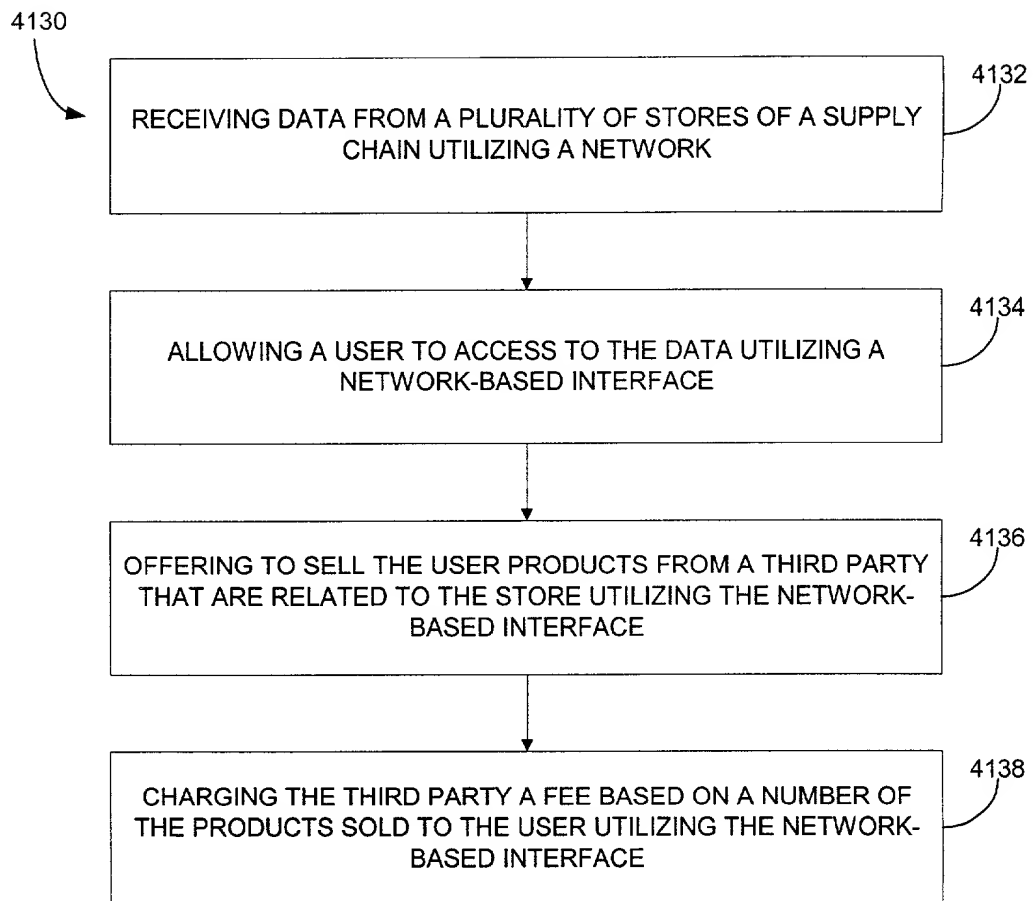 4130
4132
RECEIVING DATA FROM A PLURALITY OF STORES OF A SUPPLY
CHAIN UTILIZING A NETWORK
4134
ALLOWING A USER TO ACCESS TO THE DATA UTILIZING A
NETWORK-BASED INTERFACE
4136
OFFERING TO SELL THE USER PRODUCTS FROM A THIRD PARTY
THAT ARE RELATED TO THE STORE UTILIZING THE NETWORK-
BASED INTERFACE
4138
CHARGING THE THIRD PARTY A FEE BASED ON A NUMBER OF
THE PRODUCTS SOLD TO THE USER UTILIZING THE NETWORK-
BASED INTERFACE